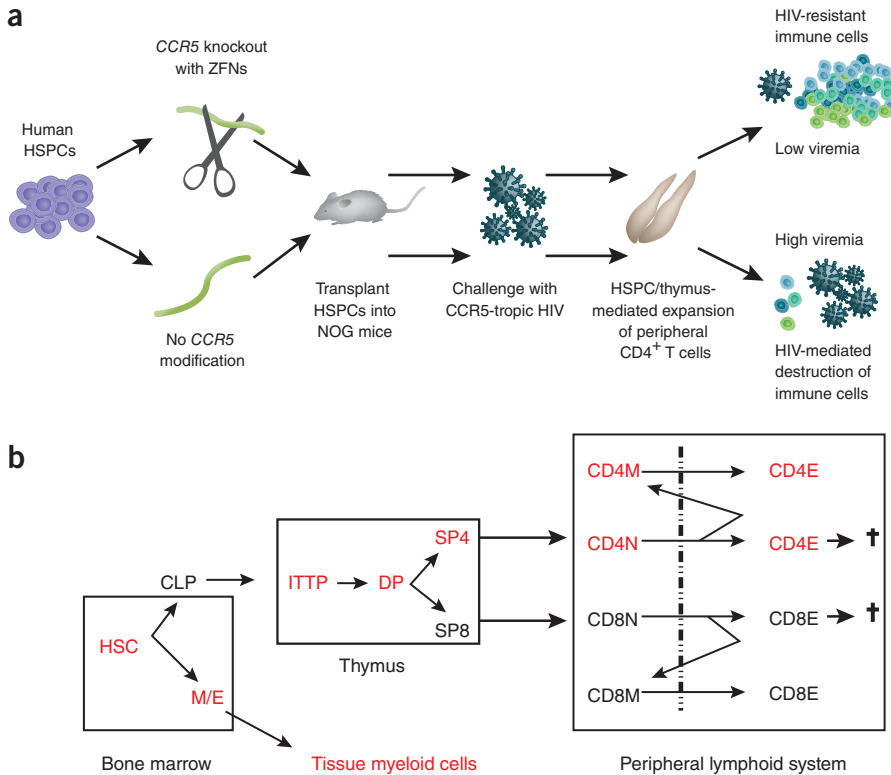 a
CCR5 knockout
with ZFNs
Human
HSPCs
No CCR5
modification
Transplant
HSPCs into
NOG mice
Challenge with
CCR5-tropic HIV
HSPC/thymus-
mediated expansion
of peripheral
CD4+ T cells
HIV-resistant
immune cells
Low viremia
High viremia
HIV-mediated
destruction of
immune cells
b
HSC
CLP
M/E
Bone marrow
Tissue myeloid cells
ITTP
DP
SP4
SP8
Thymus
CD4M
CD4E
CD4N
CD4E
CD8N
CD8E
CD8M
CD8E
Peripheral lymphoid system